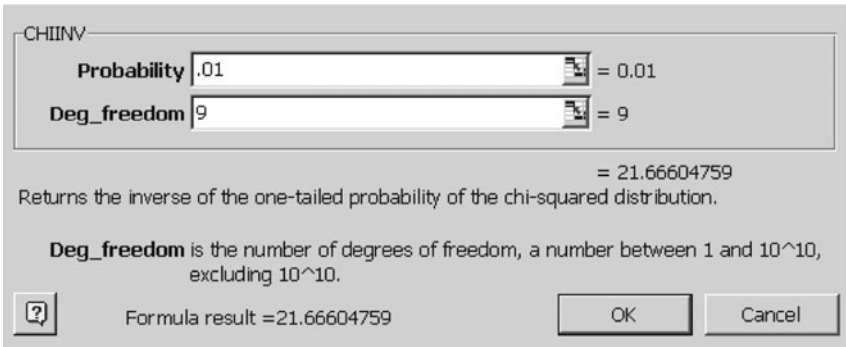 CHIINV
Probability .01 = 0.01
Deg_freedom 9 = 9
= 21.66604759
Returns the inverse of the one-tailed probability of the chi-squared distribution.
Deg_freedom is the number of degrees of freedom, a number between 1 and 10^10,
excluding 10^10.
? Formula result =21.66604759 OK Cancel